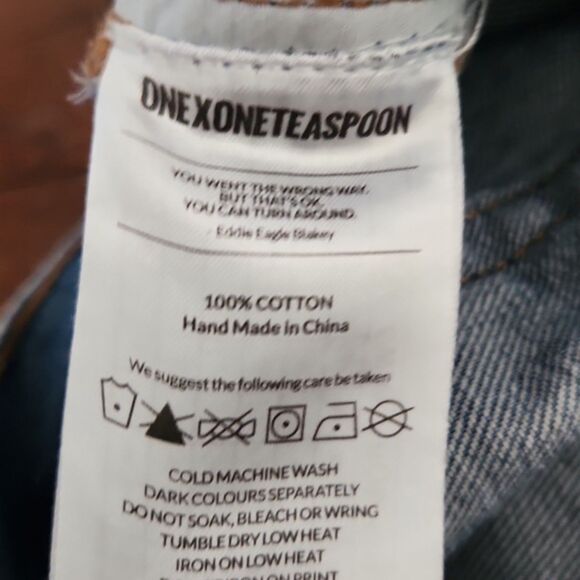 ONEXONETEASPOON
YOU WENT THE WRONG WAY.
BUT THAT'S OK.
YOU CAN TURN AROUND.
Eddie Eagle Blakey
100% COTTON
Hand Made in China
We suggest the following care be taken
COLD MACHINE WASH
DARK COLOURS SEPARATELY
DO NOT SOAK, BLEACH OR WRING
TUMBLE DRY LOW HEAT
IRON ON LOW HEAT
ON PRINT